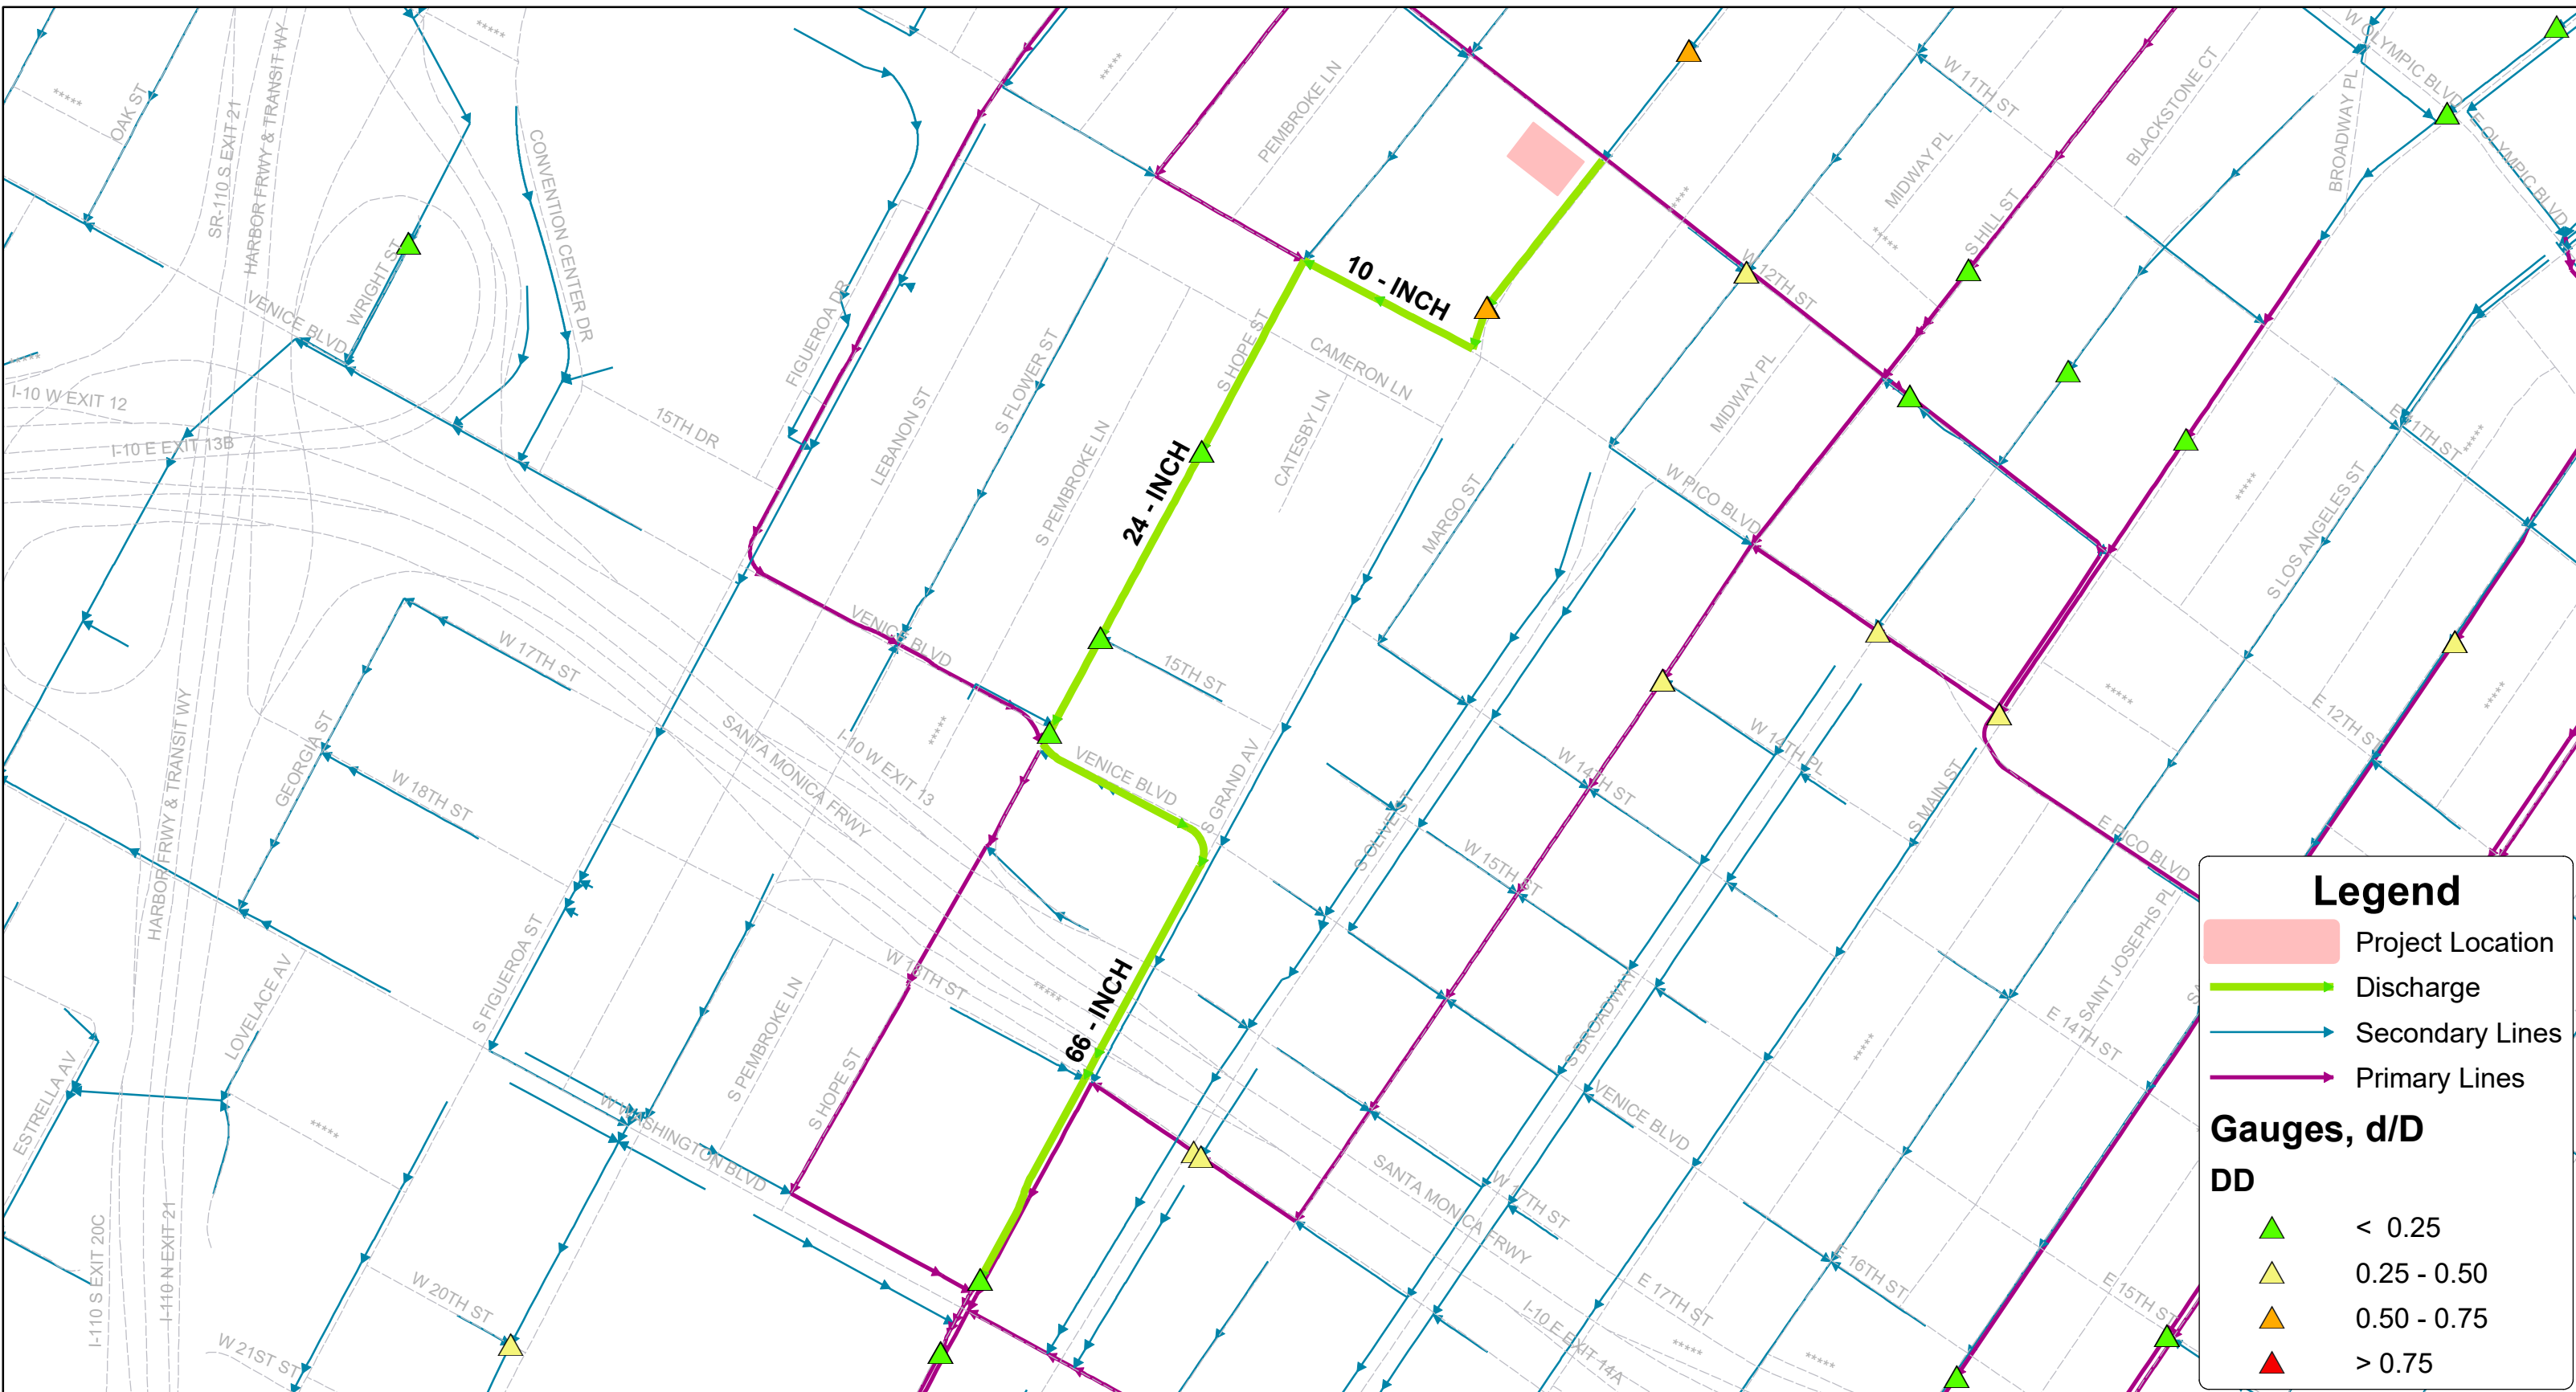 W OLYMPIC BLVD
*****
*****
W 11TH ST
BLACKSTONE CT
BROADWAY PL
PEMBROKE LN
OAK ST
*****
SR-110 S EXIT 21
HARBOR FRWY & TRANSIT WY
CONVENTION CENTER DR
MIDWAY PL
E OLYMPIC BLVD
*****
S HILL ST
*****
WRIGHT ST
W 12TH ST
10 - INCH
VENICE BLVD
FIGUEROA DR
S HOPE ST
CAMERON LN
S FLOWER ST
*****
I-10 W EXIT 12
MIDWAY PL
CATESBY LN
LEBANON ST
15TH DR
E 11TH ST
*****
I-10 E EXIT 13B
S PEMBROKE LN
24 - INCH
W PICO BLVD
MARGO ST
*****
S LOS ANGELES ST
VENICE BLVD
W 17TH ST
15TH ST
*****
*****
E 12TH ST
*****
GEORGIA ST
SANTA MONICA FRWY
I-10 W EXIT 13
VENICE BLVD
W 14TH PL
W 14TH ST
W 18TH ST
HARBOR FRWY & TRANSIT WY
S GRAND AV
S OLIVE ST
S MAIN ST
E PICO BLVD
W 15TH ST
Legend
Project Location
Discharge
Secondary Lines
Primary Lines
Gauges, d/D
DD
< 0.25
0.25 - 0.50
0.50 - 0.75
> 0.75
SAINT JOSEPHS PL
S FIGUEROA ST
LOVELACE AV
W 18TH ST
*****
66 - INCH
S BROADWAY
*****
E 14TH ST
S PEMBROKE LN
S HOPE ST
ESTRELLA AV
*****
W WASHINGTON BLVD
VENICE BLVD
SANTA MONICA FRWY
W 17TH ST
I-110 S EXIT 20C
I-110 N EXIT 21
W 20TH ST
W 21ST ST
E 16TH ST
E 17TH ST
E 15TH ST
I-10 E EXIT 14A
*****
*****